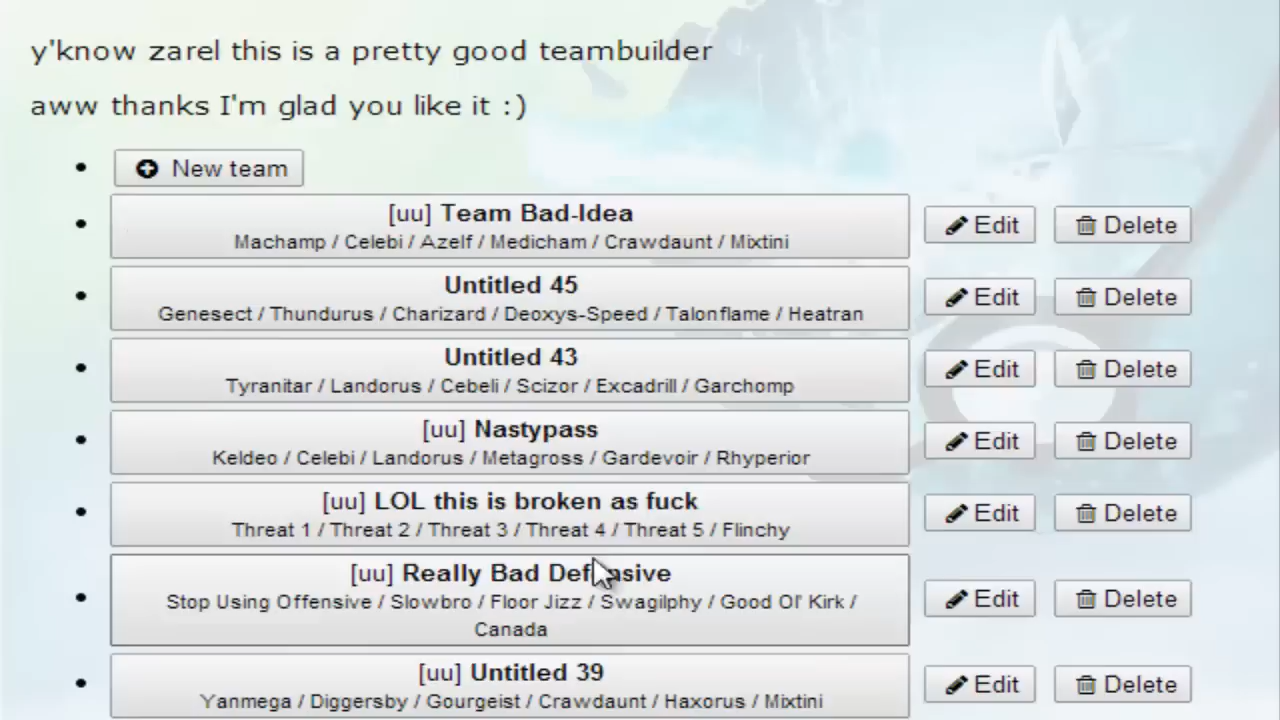 y'know zarel this is a pretty good teambuilder
aww thanks I'm glad you like it :)
New team
[uu] Team Bad-Idea
Machamp / Celebi / Azelf / Medicham / Crawdaunt / Mixtini
Edit
Delete
Untitled 45
Genesect / Thundurus / Charizard / Deoxys-Speed / Talonflame / Heatran
Edit
Delete
Untitled 43
Tyranitar / Landorus / Cebeli / Scizor / Excadrill / Garchomp
Edit
Delete
[uu] Nastypass
Keldeo / Celebi / Landorus / Metagross / Gardevoir / Rhyperior
Edit
Delete
[uu] LOL this is broken as fuck
Threat 1 / Threat 2 / Threat 3 / Threat 4 / Threat 5 / Flinchy
Edit
Delete
[uu] Really Bad Defensive
Stop Using Offensive / Slowbro / Floor Jizz / Swagilphy / Good Ol' Kirk /
Canada
Edit
Delete
[uu] Untitled 39
Yanmega / Diggersby / Gourgeist / Crawdaunt / Haxorus / Mixtini
Edit
Delete